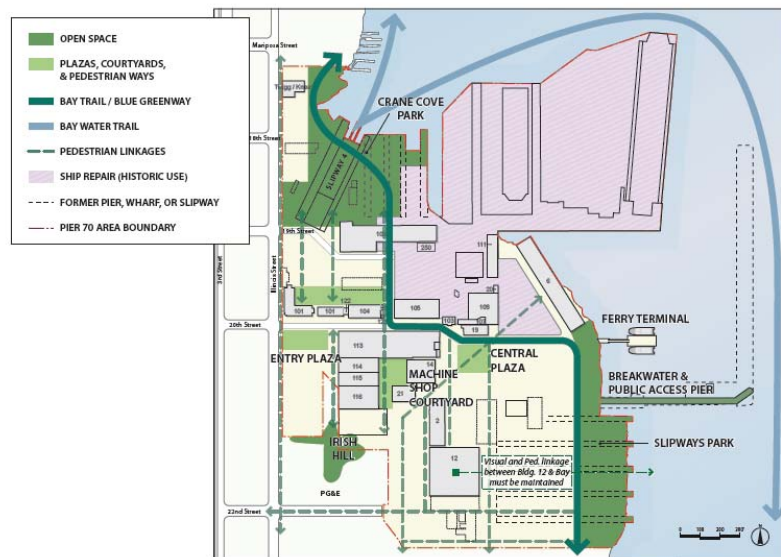 OPEN SPACE
PLAZAS, COURTYARDS,
& PEDESTRIAN WAYS
BAY TRAIL / BLUE GREENWAY
BAY WATER TRAIL
PEDESTRIAN LINKAGES
SHIP REPAIR (HISTORIC USE)
FORMER PIER, WHARF, OR SLIPWAY
PIER 70 AREA BOUNDARY
Mariposa Street
18th Street
CRANE COVE
PARK
SLIPWAY 4
19th Street
3rd Street
Illinois Street
250
111
6
122
101
101
104
105
109
20th Street
FERRY TERMINAL
ENTRY PLAZA
113
114
115
116
14
21
MACHINE
SHOP
COURTYARD
CENTRAL
PLAZA
BREAKWATER &
PUBLIC ACCESS PIER
2
12
SLIPWAYS PARK
IRISH
HILL
Visual and Ped. linkage
between Bldg. 12 & Bay
must be maintained
PG&E
22nd Street
0
100
200'